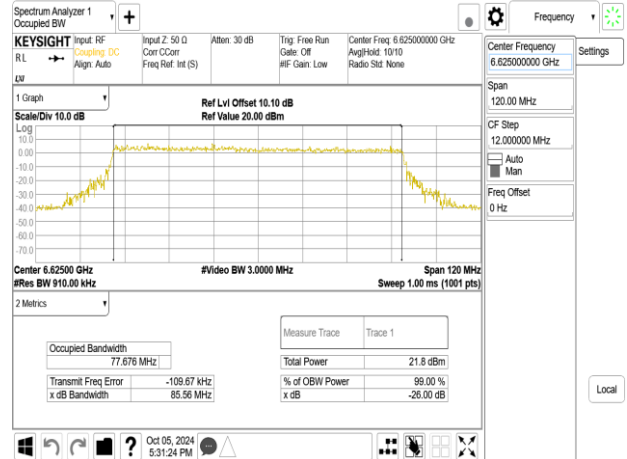 Spectrum Analyzer 1
Occupied BW
▼
+
Frequency
▼
KEYSIGHT
RL
Input: RF
Coupling: DC
Align: Auto
Input Z: 50 Ω
Corr CCorr
Freq Ref: Int (S)
Atten: 30 dB
Trig: Free Run
Gate: Off
#IF Gain: Low
Center Freq: 6.625000000 GHz
Avg|Hold: 10/10
Radio Std: None
Center Frequency
6.625000000 GHz
Settings
Span
120.00 MHz
CF Step
12.000000 MHz
Auto
Man
Freq Offset
0 Hz
Local
1 Graph
▼
Scale/Div 10.0 dB
Ref Lvl Offset 10.10 dB
Ref Value 20.00 dBm
Log
10.0
0.00
-10.0
-20.0
-30.0
-40.0
-50.0
-60.0
-70.0
Center 6.62500 GHz
#Res BW 910.00 kHz
#Video BW 3.0000 MHz
Span 120 MHz
Sweep 1.00 ms (1001 pts)
2 Metrics
▼
Measure Trace
Trace 1
Occupied Bandwidth
77.676 MHz
Total Power
21.8 dBm
Transmit Freq Error
-109.67 kHz
% of OBW Power
99.00 %
x dB Bandwidth
85.56 MHz
x dB
-26.00 dB
?
Oct 05, 2024
5:31:24 PM